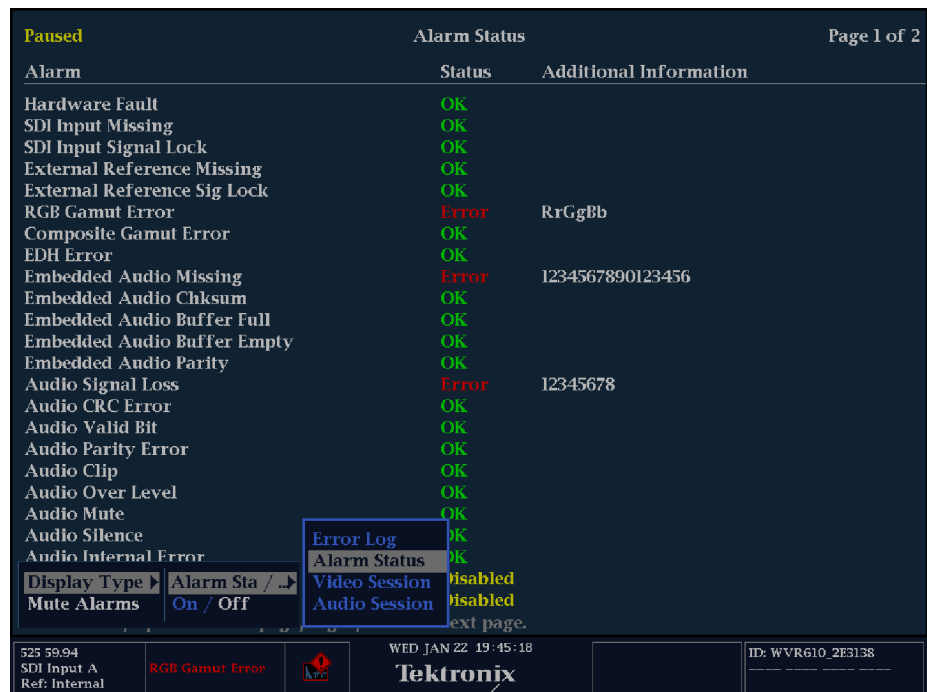 Paused Alarm Status Page 1 of 2
Alarm Status Additional Information
Hardware Fault OK
SDI Input Missing OK
SDI Input Signal Lock OK
External Reference Missing OK
External Reference Sig Lock OK
RGB Gamut Error Error RrGgBb
Composite Gamut Error OK
EDH Error OK
Embedded Audio Missing Error 1234567890123456
Embedded Audio Chksum OK
Embedded Audio Buffer Full OK
Embedded Audio Buffer Empty OK
Embedded Audio Parity OK
Audio Signal Loss Error 12345678
Audio CRC Error OK
Audio Valid Bit OK
Audio Parity Error OK
Audio Clip OK
Audio Over Level OK
Audio Mute OK
Audio Silence OK
Audio Internal Error OK
Error Log
Alarm Status
Display Type Alarm Sta / ... Video Session Disabled
Mute Alarms On / Off Audio Session Disabled
ext page.
525 59.94
SDI Input A
Ref: Internal
RGB Gamut Error
WED JAN 22 19:45:18
Tektronix
ID: WVR610_2E3138
---- ---- ---- ----